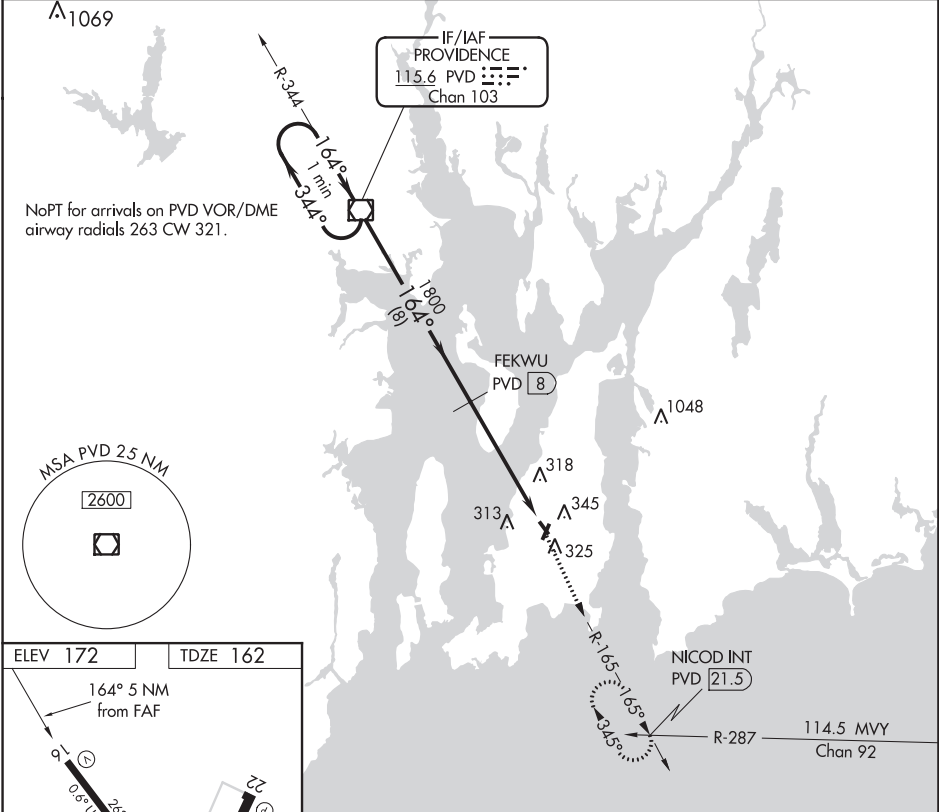 1069
IF/IAF
PROVIDENCE
115.6 PVD
Chan 103
R-344
164°
1 min
344°
NoPT for arrivals on PVD VOR/DME
airway radials 263 CW 321.
1800
164°
(8)
FEKWU
PVD 8
1048
318
345
313
325
MSA PVD 25 NM
2600
ELEV 172
TDZE 162
164° 5 NM
from FAF
16
0.6° U
22
V
R-165
165°
345°
NICOD INT
PVD 21.5
R-287
114.5 MVY
Chan 92